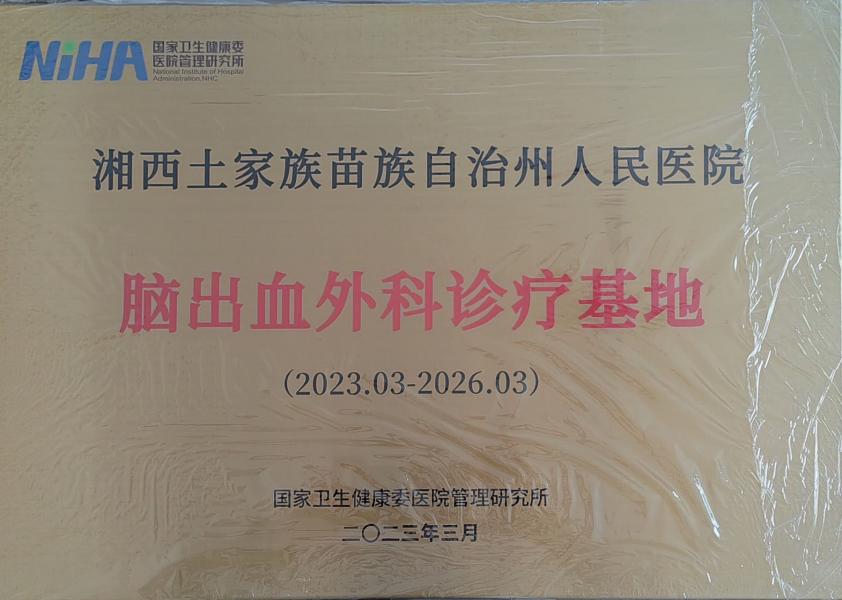 NiHA
国家卫生健康委
医院管理研究所
National Institute of Hospital
Administration,NHC
湘西土家族苗族自治州人民医院
脑出血外科诊疗基地
(2023.03-2026.03)
国家卫生健康委医院管理研究所
二〇二三年三月